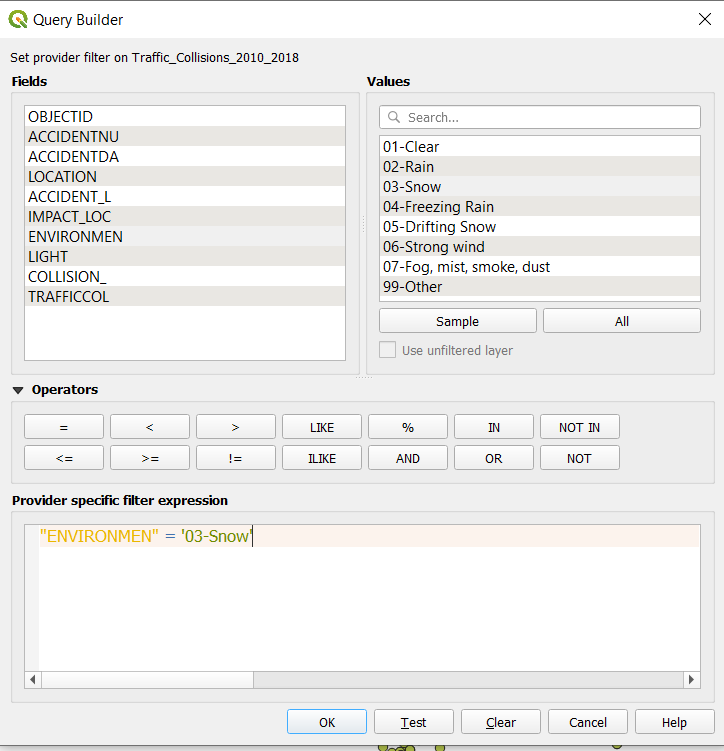 Query Builder
Set provider filter on Traffic_Collisions_2010_2018
Fields
OBJECTID
ACCIDENTNU
ACCIDENTDA
LOCATION
ACCIDENT_L
IMPACT_LOC
ENVIRONMEN
LIGHT
COLLISION_
TRAFFICCOL
Values
Search...
01-Clear
02-Rain
03-Snow
04-Freezing Rain
05-Drifting Snow
06-Strong wind
07-Fog, mist, smoke, dust
99-Other
Sample All
Use unfiltered layer
Operators
= < > LIKE % IN NOT IN
<= >= != ILIKE AND OR NOT
Provider specific filter expression
"ENVIRONMEN" = '03-Snow'
OK Test Clear Cancel Help